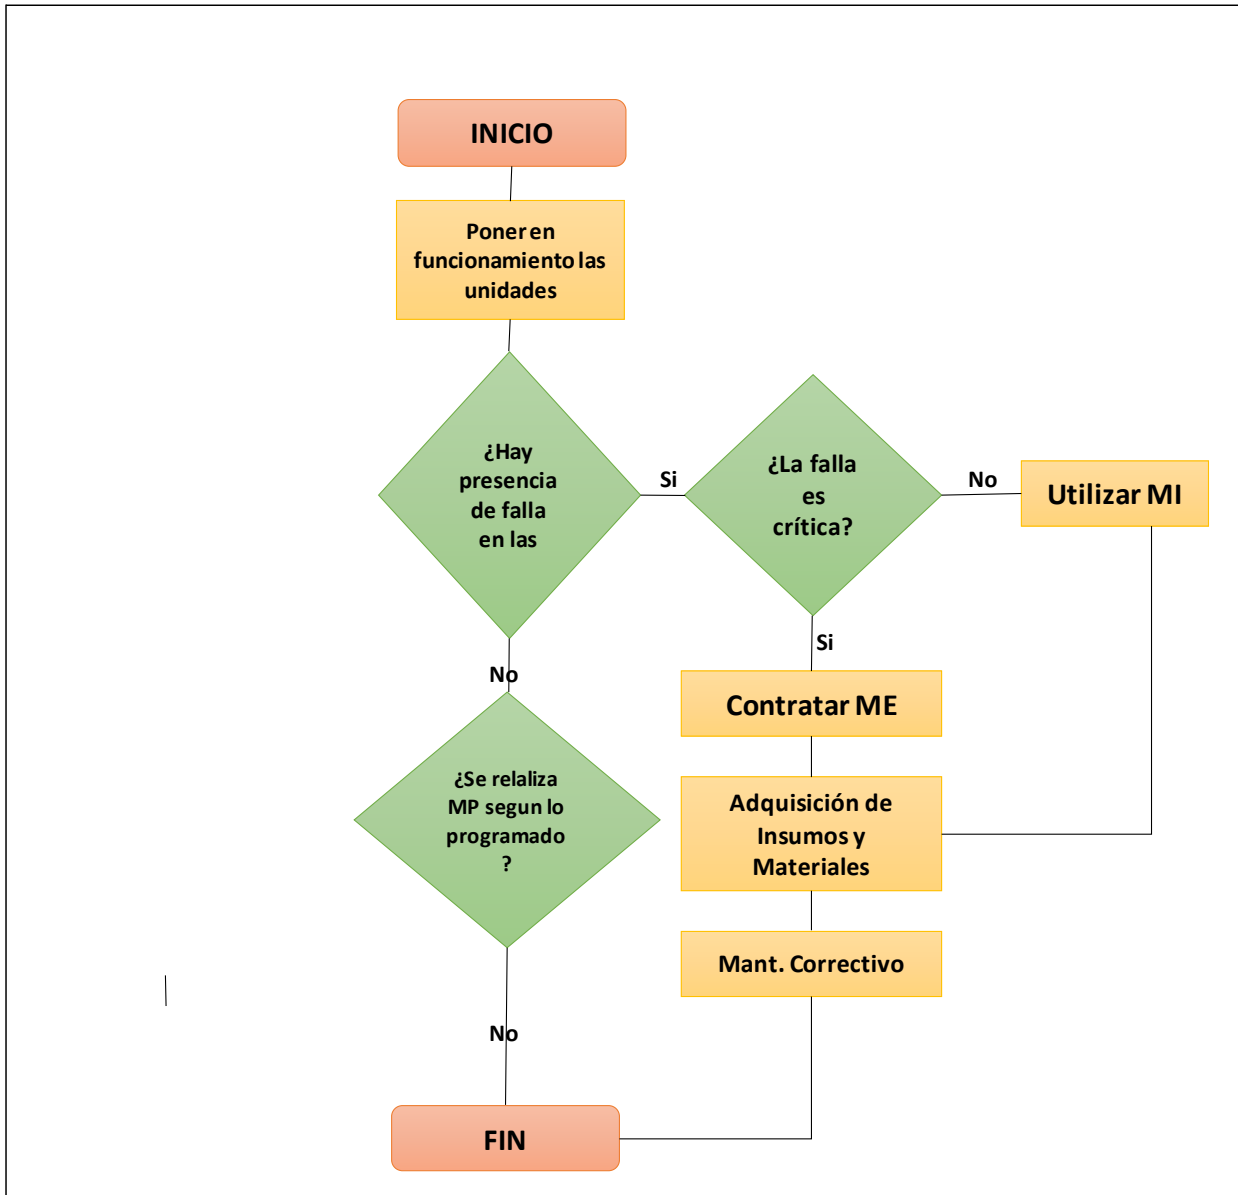 INICIO
Poner en
funcionamiento las
unidades
¿Hay
presencia
de falla
en las
Si
¿La falla
es
crítica?
No
Utilizar MI
Si
No
Contratar ME
¿Se relaliza
MP segun lo
programado
?
Adquisición de
Insumos y
Materiales
Mant. Correctivo
No
FIN